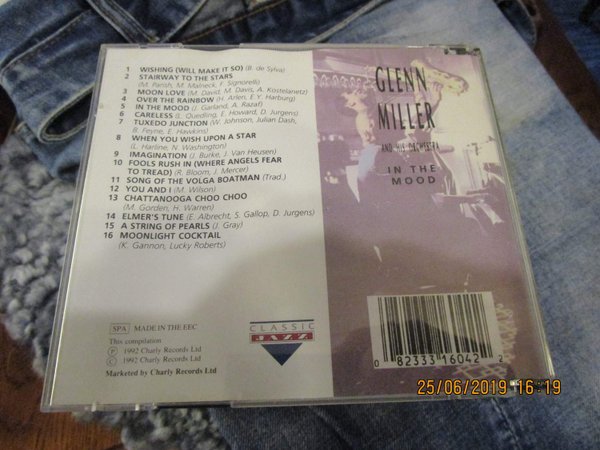 1 WISHING (WILL MAKE IT SO) (B. de Sylva)
2 STAIRWAY TO THE STARS
(M. Parish, M. Malneck, F. Signorelli)
3 MOON LOVE (M. David, M. Davis, A. Kostelanetz)
4 OVER THE RAINBOW (H. Arlen, E.Y. Harburg)
5 IN THE MOOD (J. Garland, A. Razaf)
6 CARELESS (L. Quedling, E. Howard, D. Jurgens)
7 TUXEDO JUNCTION (W. Johnson, Julian Dash,
B. Feyne, E. Hawkins)
8 WHEN YOU WISH UPON A STAR
(L. Harline, N. Washington)
9 IMAGINATION (J. Burke, J. Van Heusen)
10 FOOLS RUSH IN (WHERE ANGELS FEAR
TO TREAD) (R. Bloom, J. Mercer)
11 SONG OF THE VOLGA BOATMAN (Trad.)
12 YOU AND I (M. Wilson)
13 CHATTANOOGA CHOO CHOO
(M. Gorden, H. Warren)
14 ELMER'S TUNE (E. Albrecht, S. Gallop, D. Jurgens)
15 A STRING OF PEARLS (J. Gray)
16 MOONLIGHT COCKTAIL
(K. Gannon, Lucky Roberts)
SPA MADE IN THE EEC
This compilation
Ⓟ 1992 Charly Records Ltd
© 1992 Charly Records Ltd
Marketed by Charly Records Ltd
CLASSIC
JAZZ
GLENN
MILLER
AND HIS ORCHESTRA
IN THE
MOOD
0 82333 16042 2
25/06/2019 16:19